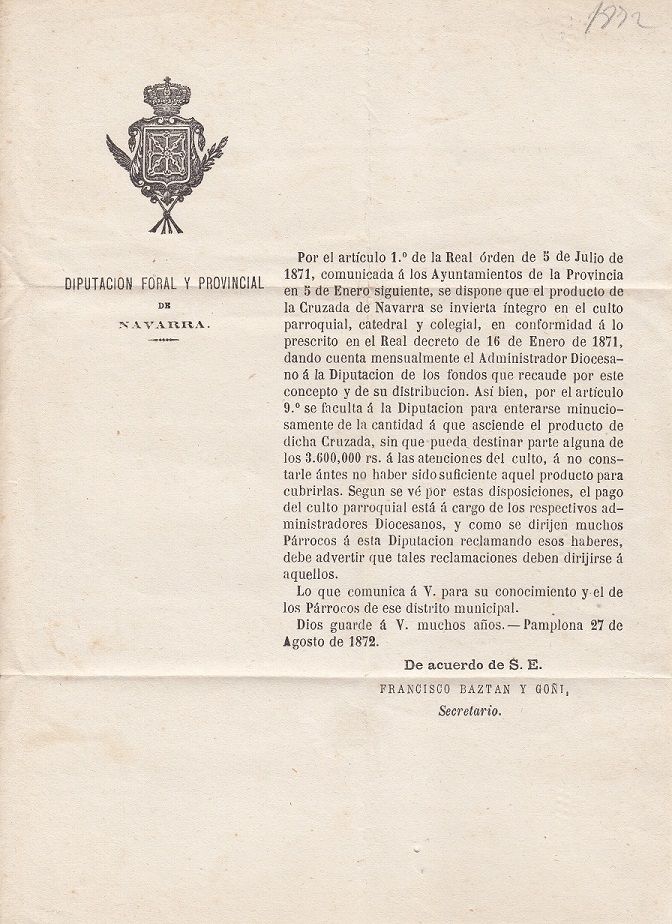 1872
DIPUTACION FORAL Y PROVINCIAL
DE
NAVARRA.
Por el artículo 1.º de la Real órden de 5 de Julio de
1871, comunicada á los Ayuntamientos de la Provincia
en 5 de Enero siguiente, se dispone que el producto de
la Cruzada de Navarra se invierta íntegro en el culto
parroquial, catedral y colegial, en conformidad á lo
prescrito en el Real decreto de 16 de Enero de 1871,
dando cuenta mensualmente el Administrador Diocesa-
no á la Diputacion de los fondos que recaude por este
concepto y de su distribucion. Así bien, por el artículo
9.º se faculta á la Diputacion para enterarse minucio-
samente de la cantidad á que asciende el producto de
dicha Cruzada, sin que pueda destinar parte alguna de
los 3.600,000 rs. á las atenciones del culto, á no cons-
tarle ántes no haber sido suficiente aquel producto para
cubrirlas. Segun se vé por estas disposiciones, el pago
del culto parroquial está á cargo de los respectivos ad-
ministradores Diocesanos, y como se dirijen muchos
Párrocos á esta Diputacion reclamando esos haberes,
debe advertir que tales reclamaciones deben dirijirse á
aquellos.
Lo que comunica á V. para su conocimiento y el de
los Párrocos de ese distrito municipal.
Dios guarde á V. muchos años.—Pamplona 27 de
Agosto de 1872.
De acuerdo de S. E.
FRANCISCO BAZTAN Y GOÑI,
Secretario.